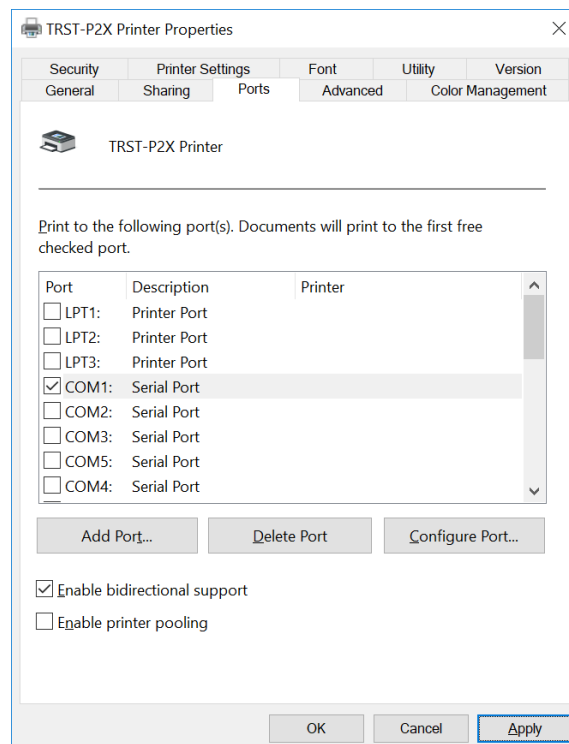 TRST-P2X Printer Properties
Security Printer Settings Font Utility Version
General Sharing Ports Advanced Color Management
TRST-P2X Printer
Print to the following port(s). Documents will print to the first free
checked port.
Port Description Printer
LPT1: Printer Port
LPT2: Printer Port
LPT3: Printer Port
COM1: Serial Port
COM2: Serial Port
COM3: Serial Port
COM5: Serial Port
COM4: Serial Port
Add Port... Delete Port Configure Port...
Enable bidirectional support
Enable printer pooling
OK Cancel Apply